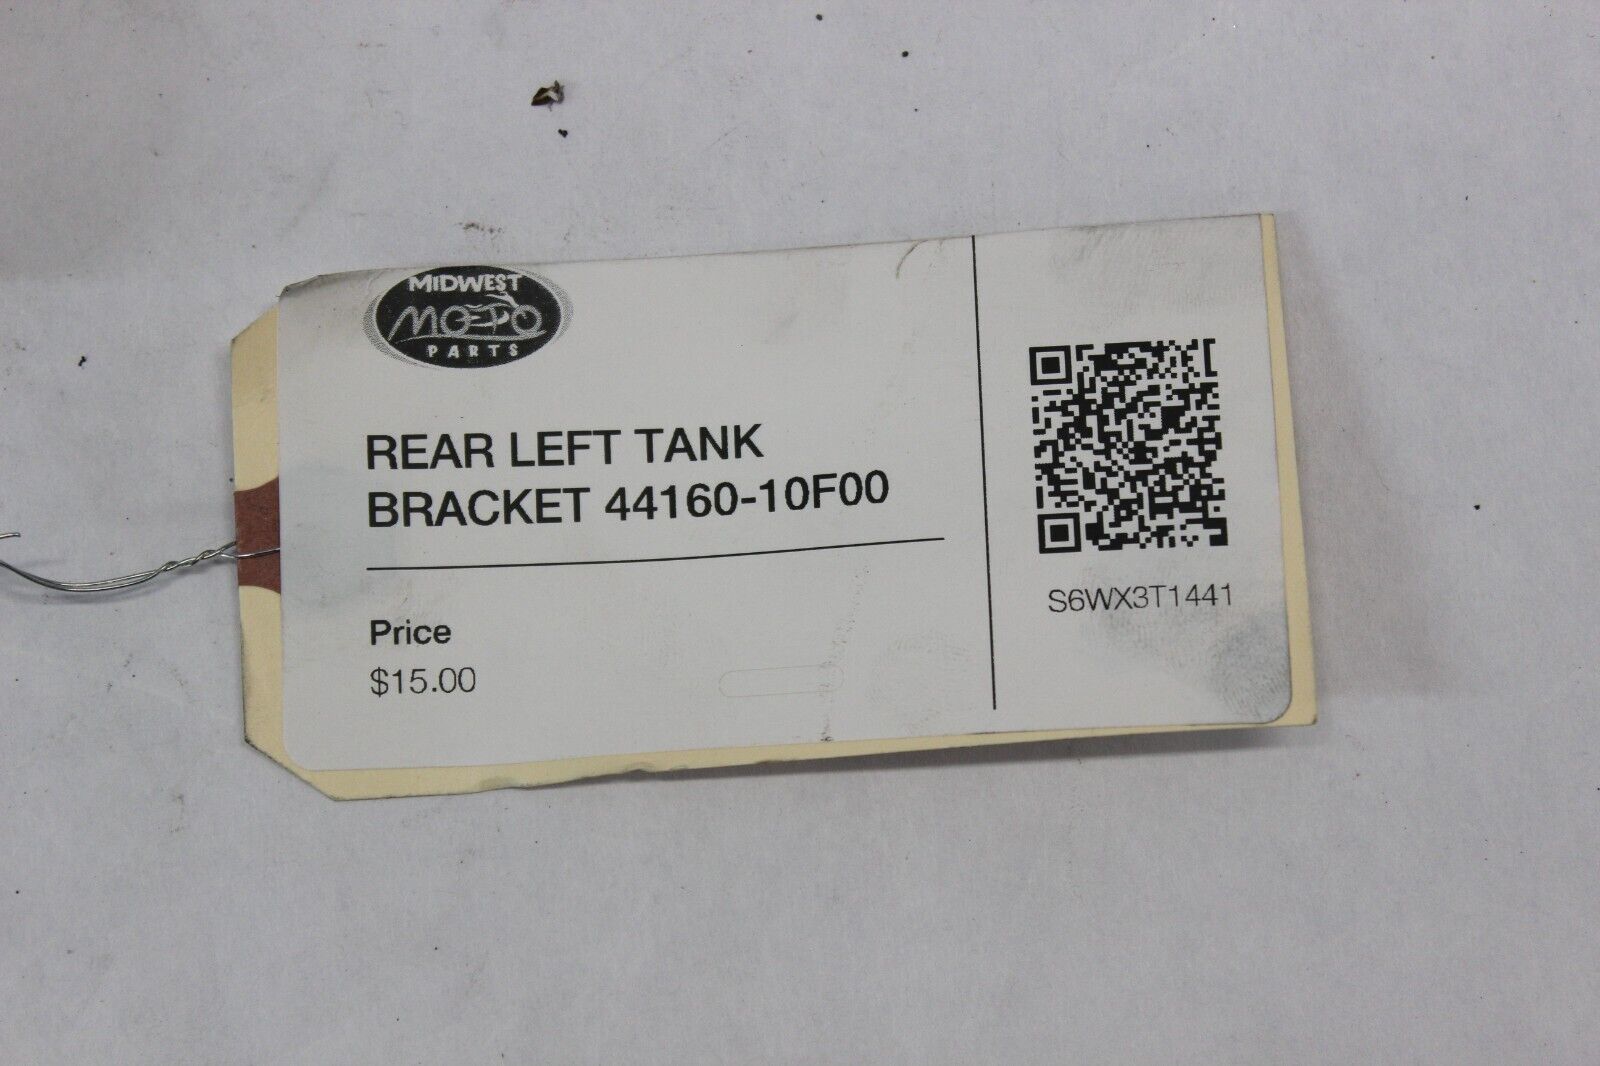 MIDWEST
MOTO
PARTS
REAR LEFT TANK
BRACKET 44160-10F00
Price
$15.00
S6WX3T1441